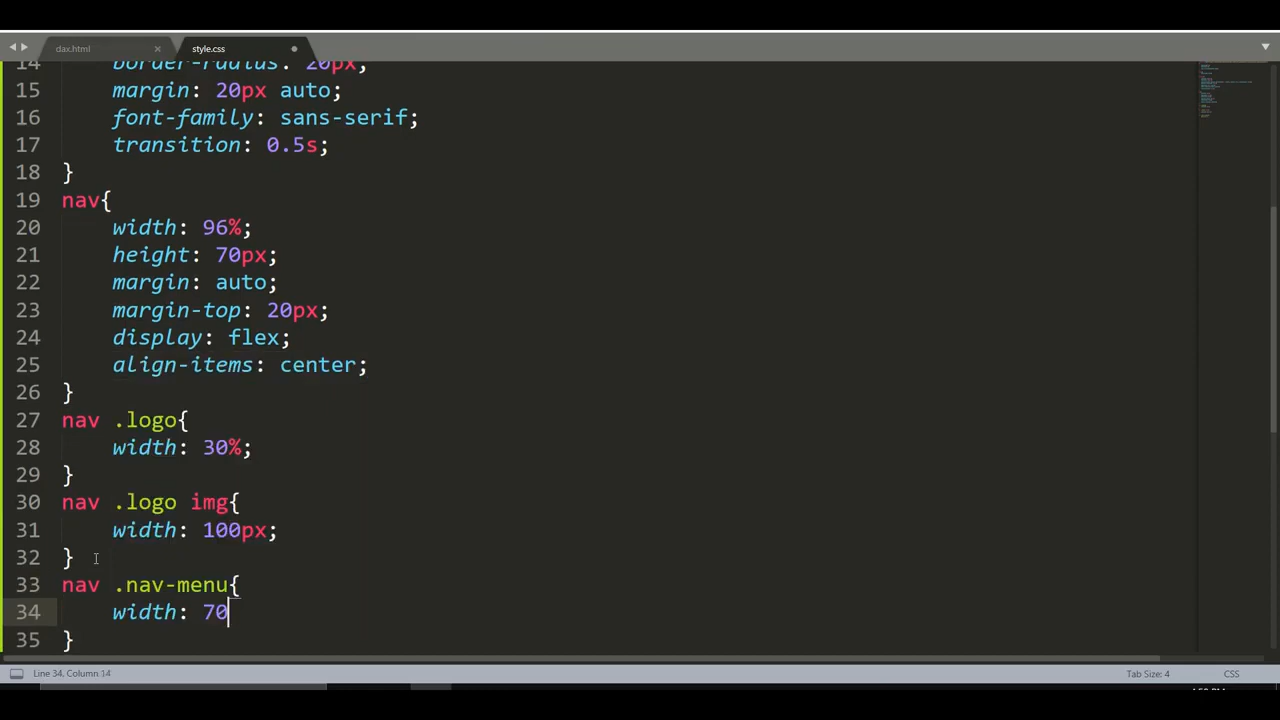 dax.html
style.css
14 border-radius: 20px;
15 margin: 20px auto;
16 font-family: sans-serif;
17 transition: 0.5s;
18 }
19 nav{
20 width: 96%;
21 height: 70px;
22 margin: auto;
23 margin-top: 20px;
24 display: flex;
25 align-items: center;
26 }
27 nav .logo{
28 width: 30%;
29 }
30 nav .logo img{
31 width: 100px;
32 }
33 nav .nav-menu{
34 width: 70
35 }
Line 34, Column 14
Tab Size: 4
CSS